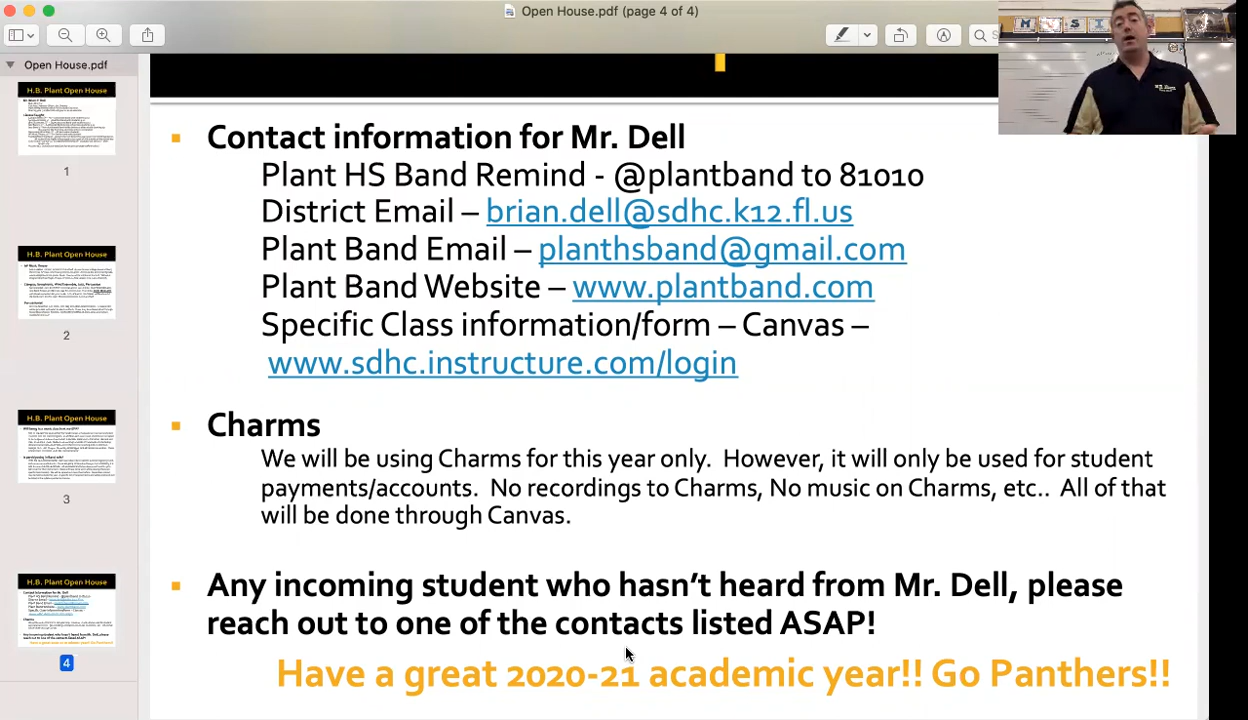 Open House.pdf (page 4 of 4)
Open House.pdf
M S I
H.B. Plant Open House
1
H.B. Plant Open House
2
H.B. Plant Open House
3
H.B. Plant Open House
4
Contact information for Mr. Dell
Plant HS Band Remind - @plantband to 81010
District Email – brian.dell@sdhc.k12.fl.us
Plant Band Email – planthsband@gmail.com
Plant Band Website – www.plantband.com
Specific Class information/form – Canvas –
www.sdhc.instructure.com/login
Charms
We will be using Charms for this year only. However, it will only be used for student
payments/accounts. No recordings to Charms, No music on Charms, etc.. All of that
will be done through Canvas.
Any incoming student who hasn't heard from Mr. Dell, please
reach out to one of the contacts listed ASAP!
Have a great 2020-21 academic year!! Go Panthers!!